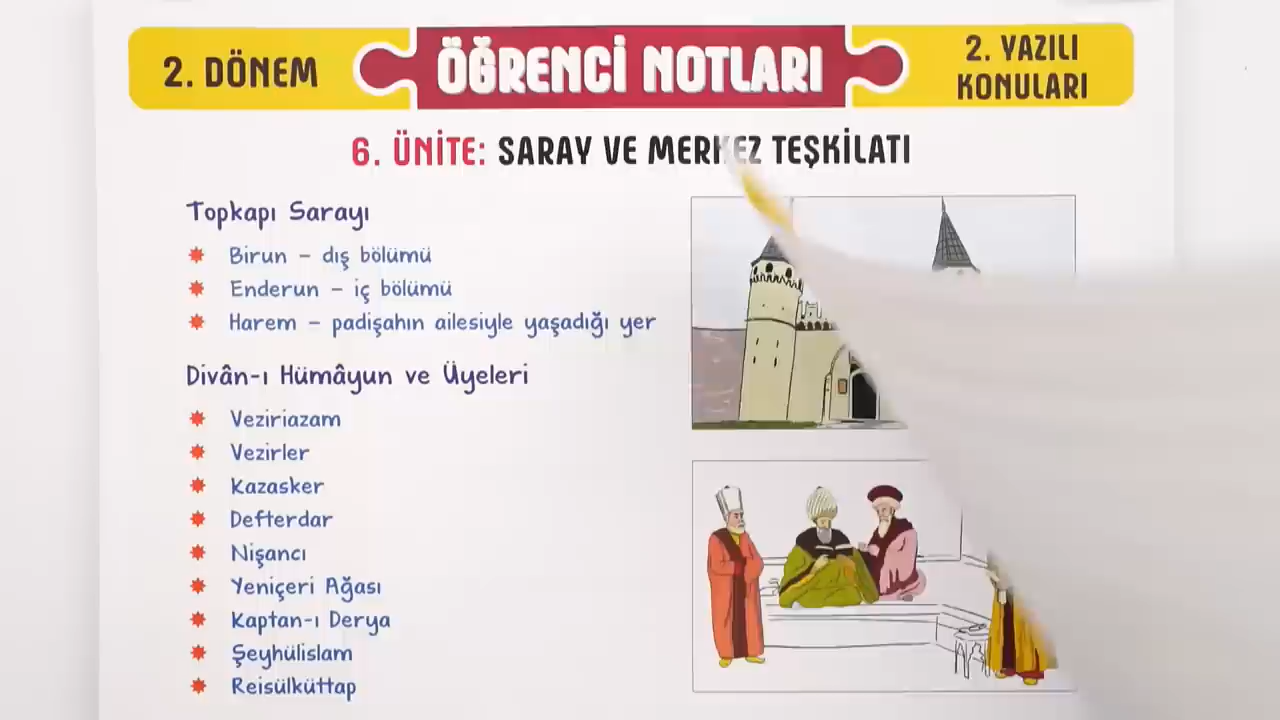 2. DÖNEM
ÖĞRENCİ NOTLARI
2. YAZILI
KONULARI
6. ÜNİTE: SARAY VE MERKEZ TEŞKİLATI
Topkapı Sarayı
Birun – dış bölümü
Enderun – iç bölümü
Harem – padişahın ailesiyle yaşadığı yer
Divân-ı Hümâyun ve Üyeleri
Veziriazam
Vezirler
Kazasker
Defterdar
Nişancı
Yeniçeri Ağası
Kaptan-ı Derya
Şeyhülislam
Reisülküttap